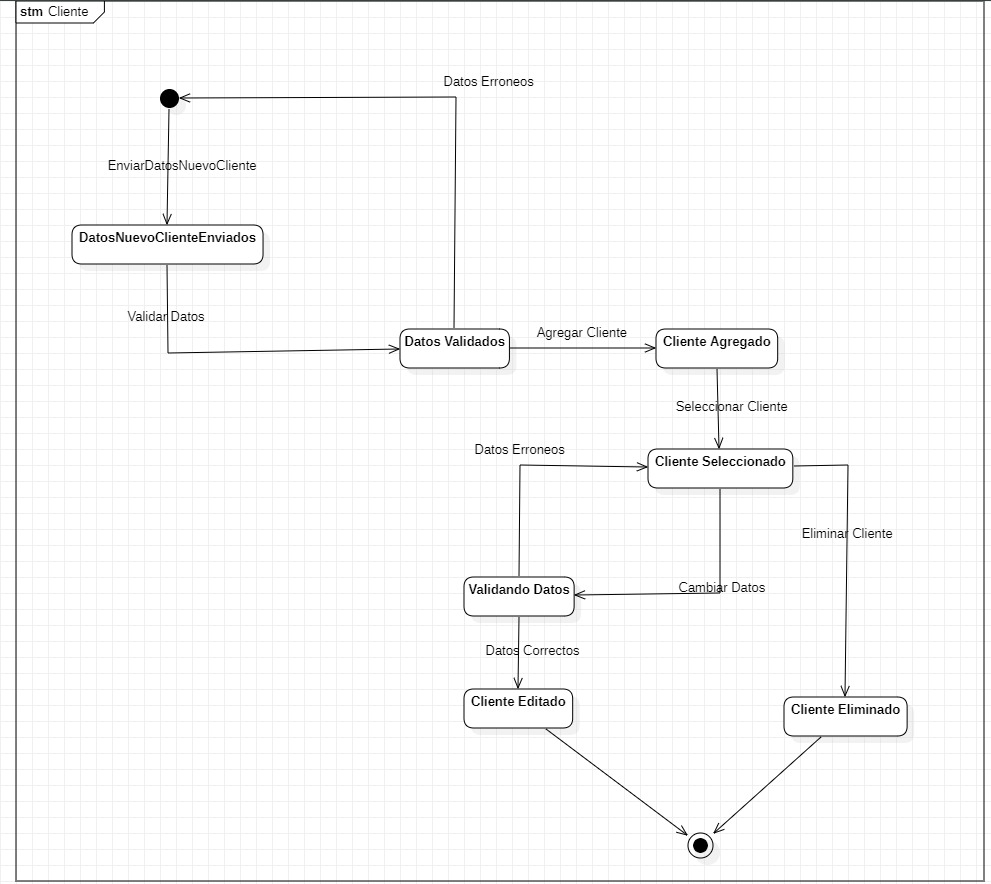 stm Cliente
Datos Erroneos
EnviarDatosNuevoCliente
DatosNuevoClienteEnviados
Validar Datos
Datos Validados
Agregar Cliente
Cliente Agregado
Seleccionar Cliente
Datos Erroneos
Cliente Seleccionado
Eliminar Cliente
Validando Datos
Cambiar Datos
Datos Correctos
Cliente Editado
Cliente Eliminado